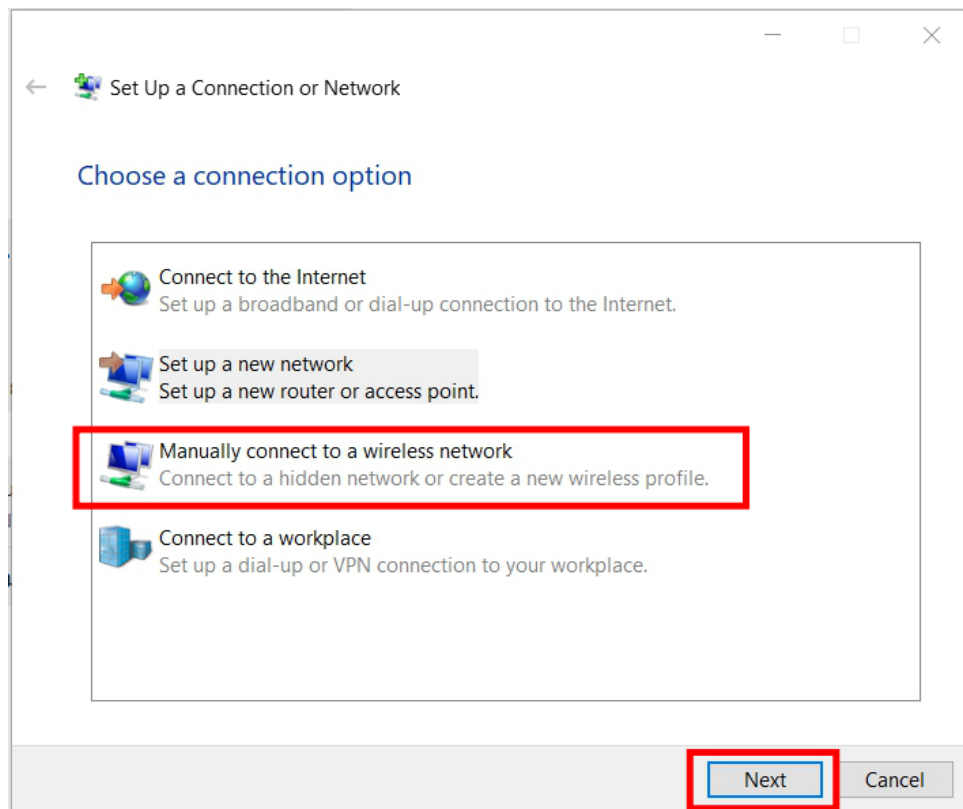 Set Up a Connection or Network
Choose a connection option
Connect to the Internet
Set up a broadband or dial-up connection to the Internet.
Set up a new network
Set up a new router or access point.
Manually connect to a wireless network
Connect to a hidden network or create a new wireless profile.
Connect to a workplace
Set up a dial-up or VPN connection to your workplace.
Next
Cancel